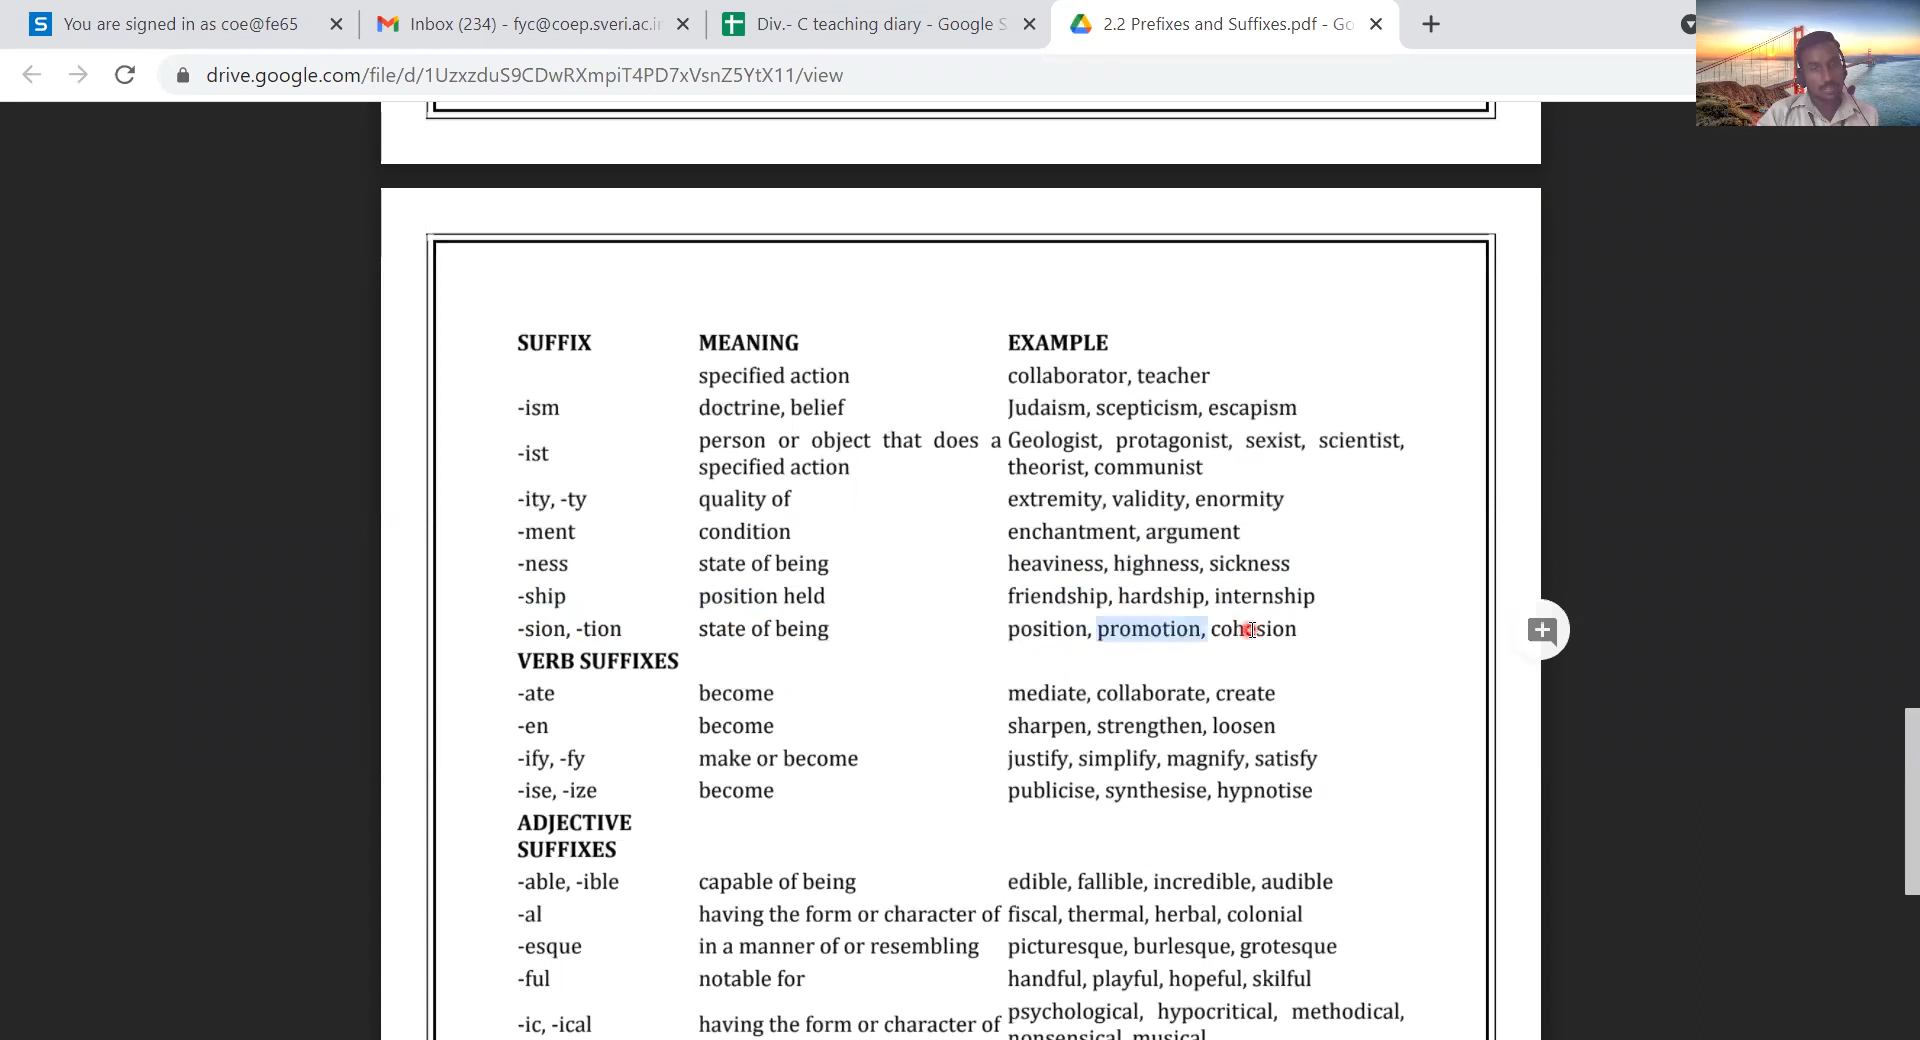 You are signed in as coe@fe65
Inbox (234) - fyc@coep.sveri.ac.i
Div.- C teaching diary - Google S
2.2 Prefixes and Suffixes.pdf - Go
drive.google.com/file/d/1UzxzduS9CDwRXmpiT4PD7xVsnZ5YtX11/view
SUFFIX MEANING EXAMPLE
specified action collaborator, teacher
-ism doctrine, belief Judaism, scepticism, escapism
-ist person or object that does a specified action Geologist, protagonist, sexist, scientist, theorist, communist
-ity, -ty quality of extremity, validity, enormity
-ment condition enchantment, argument
-ness state of being heaviness, highness, sickness
-ship position held friendship, hardship, internship
-sion, -tion state of being position, promotion, cohesion
VERB SUFFIXES
-ate become mediate, collaborate, create
-en become sharpen, strengthen, loosen
-ify, -fy make or become justify, simplify, magnify, satisfy
-ise, -ize become publicise, synthesise, hypnotise
ADJECTIVE
SUFFIXES
-able, -ible capable of being edible, fallible, incredible, audible
-al having the form or character of fiscal, thermal, herbal, colonial
-esque in a manner of or resembling picturesque, burlesque, grotesque
-ful notable for handful, playful, hopeful, skilful
-ic, -ical having the form or character of psychological, hypocritical, methodical, nonsensical, musical